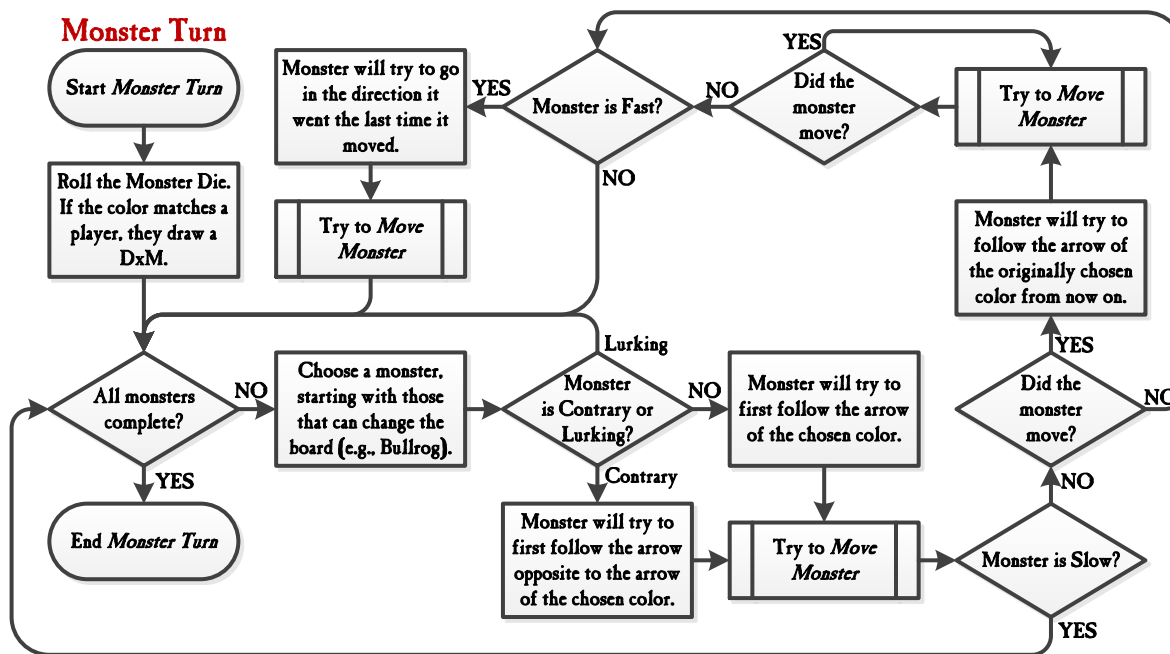 Monster Turn
Start Monster Turn
Roll the Monster Die.
If the color matches a
player, they draw a
DxM.
All monsters
complete?
NO
YES
End Monster Turn
Choose a monster,
starting with those
that can change the
board (e.g., Bullrog).
Monster
is Contrary or
Lurking?
Lurking
NO
Contrary
Monster will try to
first follow the arrow
of the chosen color.
Monster will try to
first follow the arrow
opposite to the arrow
of the chosen color.
Try to Move
Monster
Monster is Slow?
YES
NO
Did the
monster
move?
NO
YES
Monster will try to
follow the arrow of
the originally chosen
color from now on.
Try to Move
Monster
Did the
monster
move?
YES
NO
Monster is Fast?
YES
NO
Monster will try to go
in the direction it
went the last time it
moved.
Try to Move
Monster